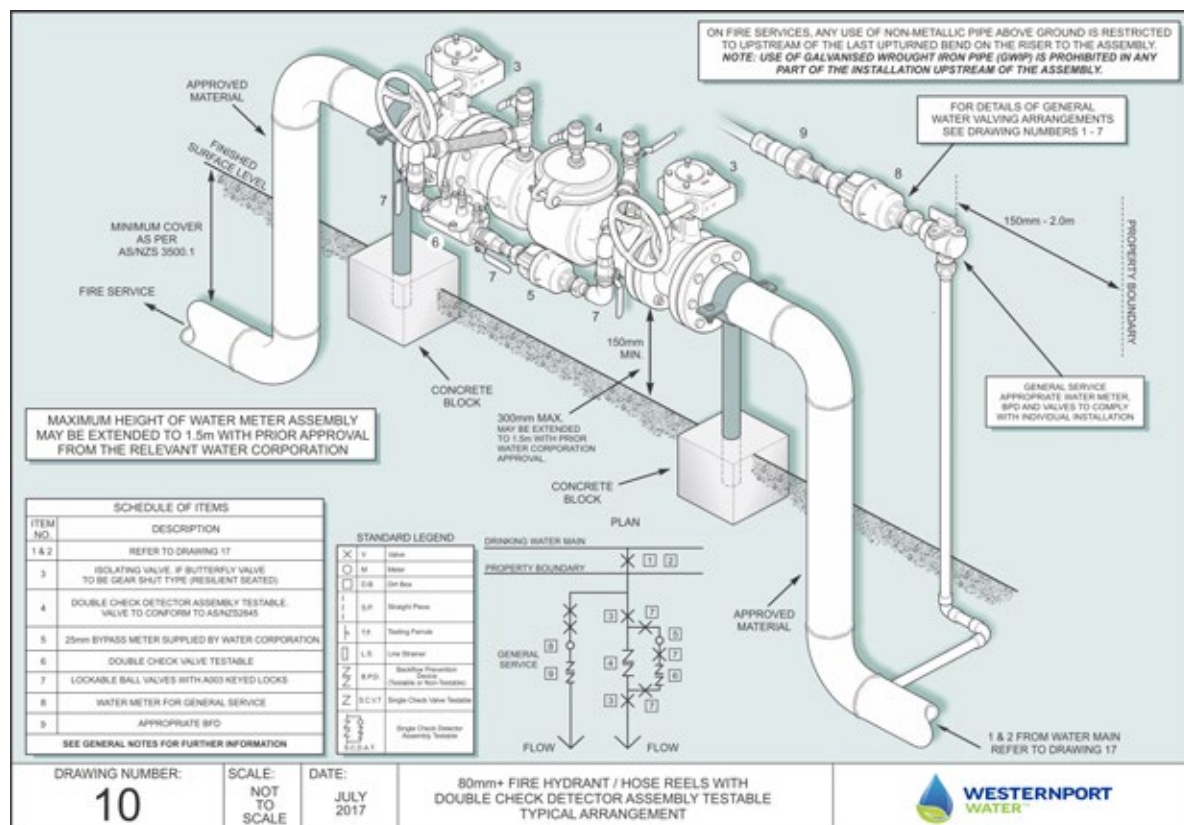 ON FIRE SERVICES, ANY USE OF NON-METALLIC PIPE ABOVE GROUND IS RESTRICTED
TO UPSTREAM OF THE LAST UPTURNED BEND ON THE RISER TO THE ASSEMBLY.
NOTE: USE OF GALVANISED WROUGHT IRON PIPE (GWIP) IS PROHIBITED IN ANY
PART OF THE INSTALLATION UPSTREAM OF THE ASSEMBLY.
APPROVED
MATERIAL
3
4
3
9
8
FOR DETAILS OF GENERAL
WATER VALVING ARRANGEMENTS
SEE DRAWING NUMBERS 1 - 7
FINISHED
SURFACE LEVEL
7
6
7
5
7
150mm - 2.0m
PROPERTY BOUNDARY
MINIMUM COVER
AS PER
AS/NZS 3500.1
FIRE SERVICE
CONCRETE
BLOCK
150mm
MIN.
300mm MAX.
MAY BE EXTENDED
TO 1.5m WITH PRIOR
WATER CORPORATION
APPROVAL.
GENERAL SERVICE
APPROPRIATE WATER METER,
BPD AND VALVES TO COMPLY
WITH INDIVIDUAL INSTALLATION
MAXIMUM HEIGHT OF WATER METER ASSEMBLY
MAY BE EXTENDED TO 1.5m WITH PRIOR APPROVAL
FROM THE RELEVANT WATER CORPORATION
CONCRETE
BLOCK
APPROVED
MATERIAL
1 & 2 FROM WATER MAIN
REFER TO DRAWING 17
SCHEDULE OF ITEMS
ITEM NO. DESCRIPTION
1 & 2 REFER TO DRAWING 17
3 ISOLATING VALVE. IF BUTTERFLY VALVE
TO BE GEAR SHUT TYPE (RESILIENT SEATED)
4 DOUBLE CHECK DETECTOR ASSEMBLY TESTABLE.
VALVE TO CONFORM TO AS/NZS2845
5 25mm BYPASS METER SUPPLIED BY WATER CORPORATION
6 DOUBLE CHECK VALVE TESTABLE
7 LOCKABLE BALL VALVES WITH A003 KEYED LOCKS
8 WATER METER FOR GENERAL SERVICE
9 APPROPRIATE BFD
SEE GENERAL NOTES FOR FURTHER INFORMATION
STANDARD LEGEND
V Valve
M Meter
D.B. Dirt Box
S.P. Straight Piece
T.F. Testing Ferrule
L.S. Line Strainer
B.P.D. Backflow Prevention
Device
(Testable or Non-Testable)
S.C.V.T. Single Check Valve Testable
S.C.D.A.T. Single Check Detector
Assembly Testable
PLAN
DRINKING WATER MAIN
1 2
PROPERTY BOUNDARY
3 7
5
GENERAL
SERVICE
8
4 7
9
6
3 7
FLOW FLOW
DRAWING NUMBER:
10
SCALE:
NOT
TO
SCALE
DATE:
JULY
2017
80mm+ FIRE HYDRANT / HOSE REELS WITH
DOUBLE CHECK DETECTOR ASSEMBLY TESTABLE
TYPICAL ARRANGEMENT
WESTERNPORT
WATER™